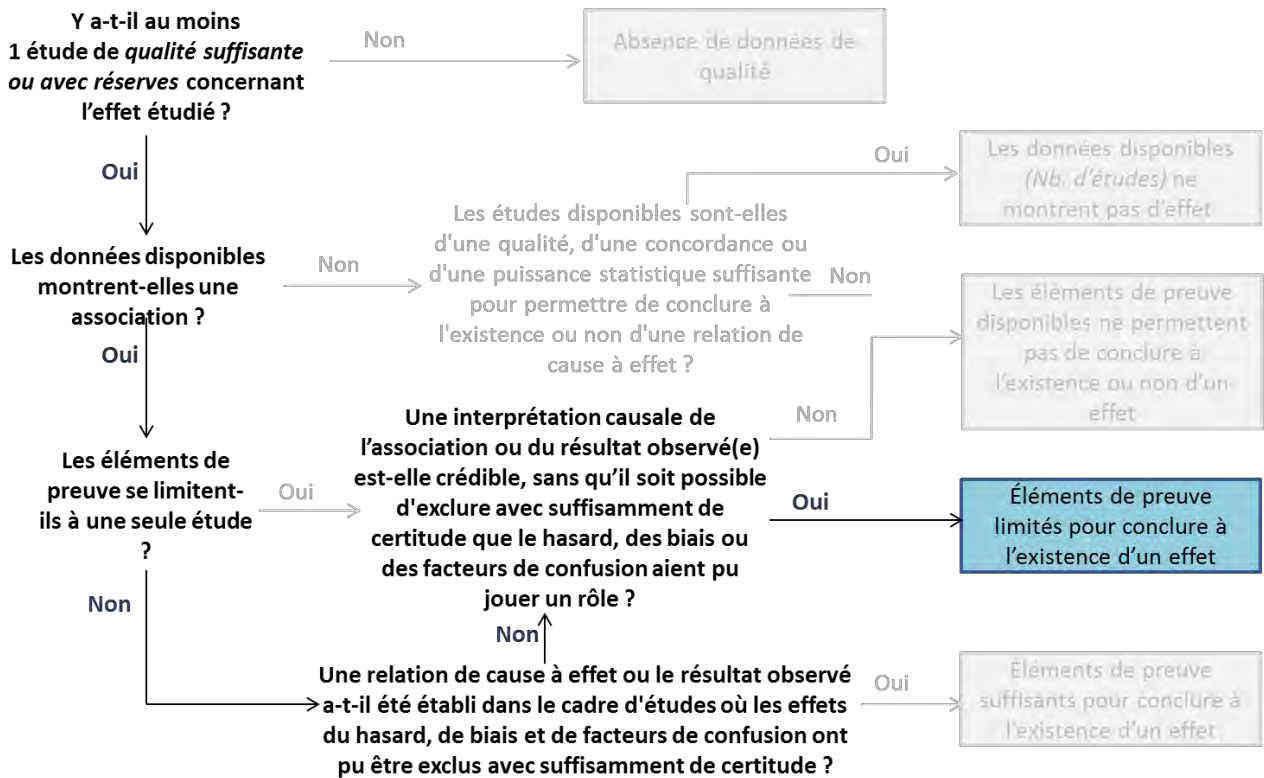 Y a-t-il au moins
1 étude de qualité suffisante
ou avec réserves concernant
l'effet étudié ?
Non
Absence de données de
qualité
Oui
Oui
Les données disponibles
(Nb. d'études) ne
montrent pas d'effet
Les données disponibles
montrent-elles une
association ?
Non
Les études disponibles sont-elles
d'une qualité, d'une concordance ou
d'une puissance statistique suffisante
pour permettre de conclure à
l'existence ou non d'une relation de
cause à effet ?
Non
Les éléments de preuve
disponibles ne permettent
pas de conclure à
l'existence ou non d'un
effet
Oui
Les éléments de
preuve se limitent-
ils à une seule étude
?
Oui
Une interprétation causale de
l'association ou du résultat observé(e)
est-elle crédible, sans qu'il soit possible
d'exclure avec suffisamment de
certitude que le hasard, des biais ou
des facteurs de confusion aient pu
jouer un rôle ?
Non
Oui
Éléments de preuve
limités pour conclure à
l'existence d'un effet
Non
Non
Une relation de cause à effet ou le résultat observé
a-t-il été établi dans le cadre d'études où les effets
du hasard, de biais et de facteurs de confusion ont
pu être exclus avec suffisamment de certitude ?
Oui
Éléments de preuve
suffisants pour conclure à
l'existence d'un effet